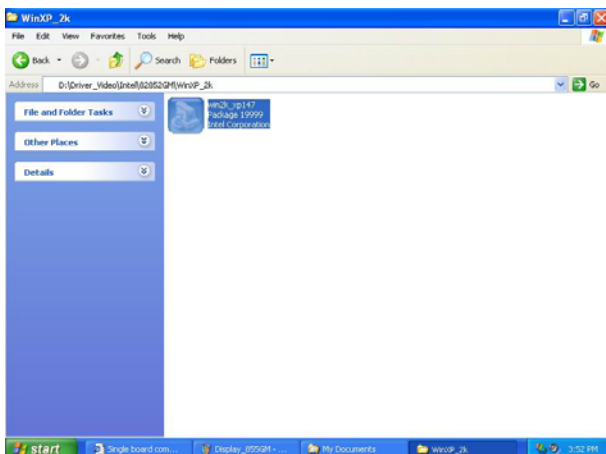 WinXP_2k
File Edit View Favorites Tools Help
Back Search Folders
Address D:\Driver_Video\Intel\82852GM\WinXP_2k Go
File and Folder Tasks
Other Places
Details
win2k_xp147
Package 19999
Intel Corporation
start Single board com... Display_855GM - ... My Documents WinXP_2k 3:52 PM